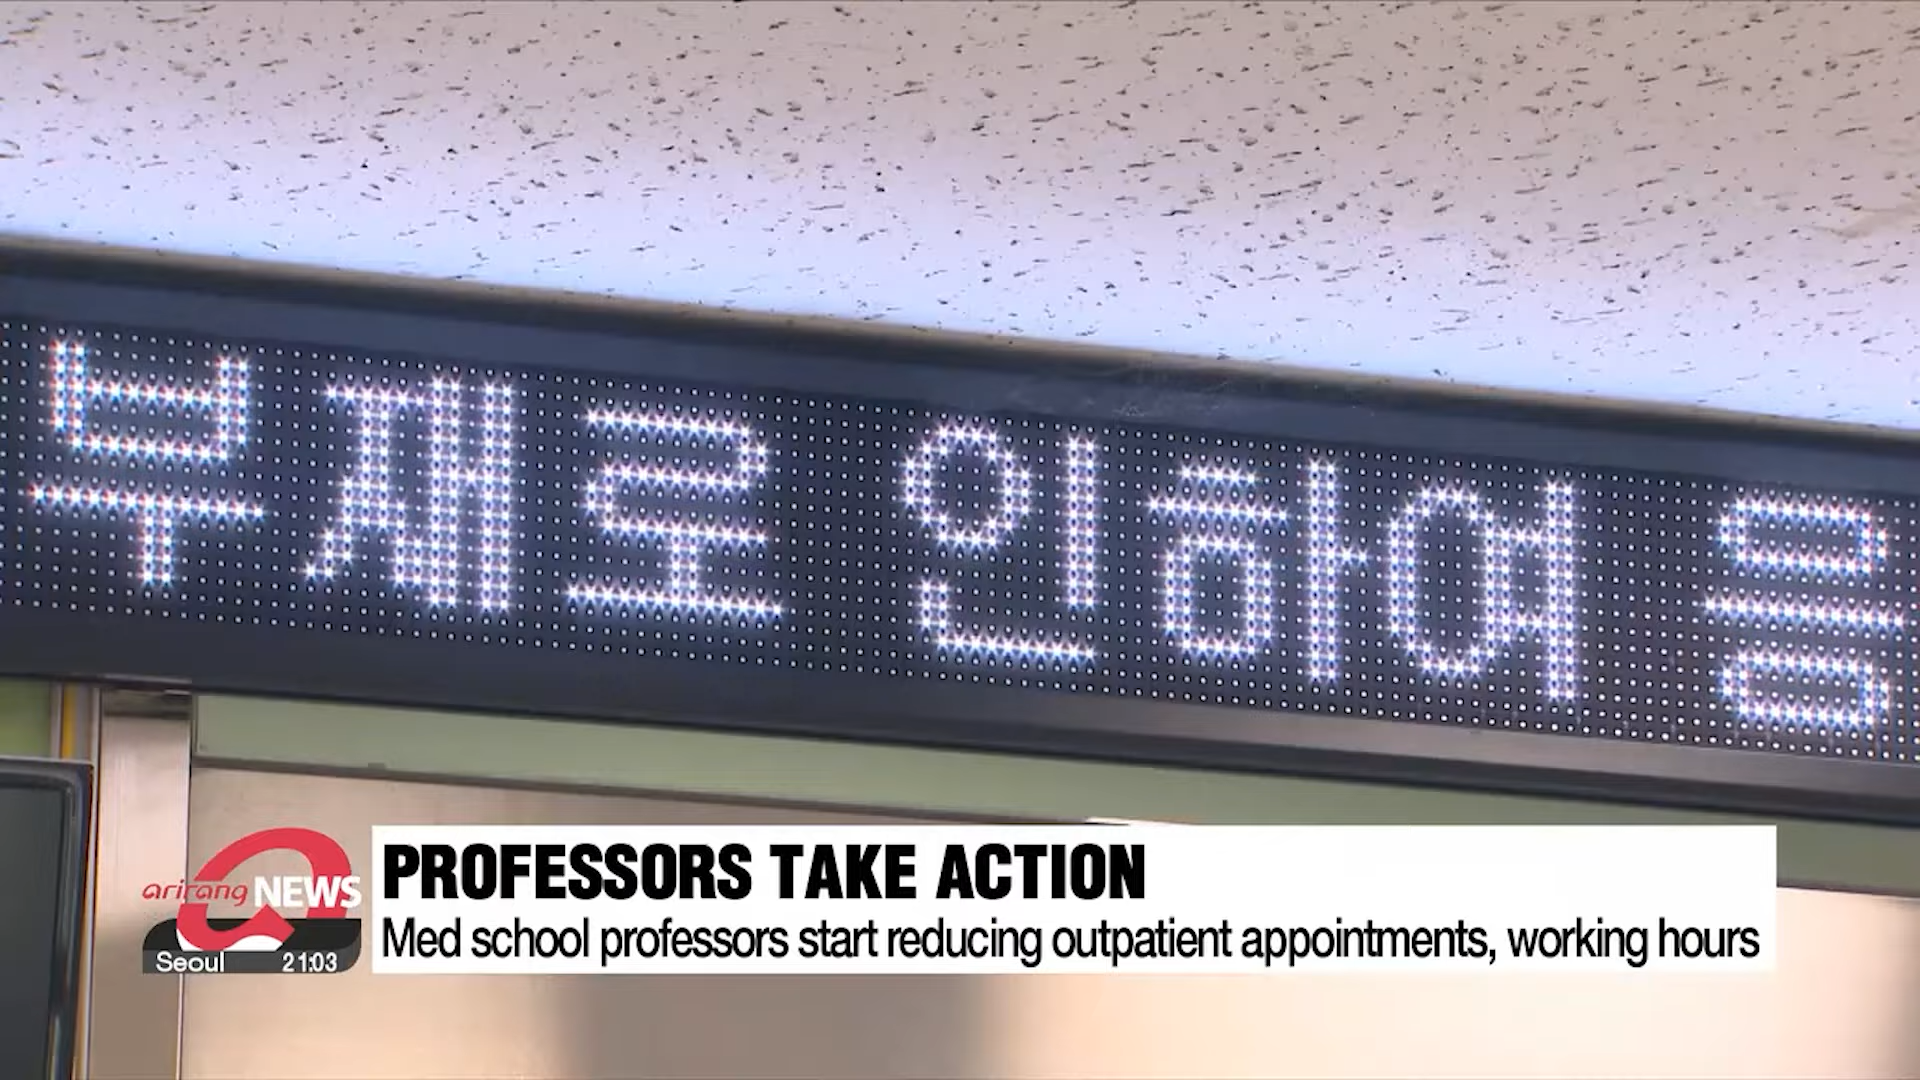 부재로 인하여 응
PROFESSORS TAKE ACTION
Med school professors start reducing outpatient appointments, working hours
arirang NEWS
Seoul 21:03